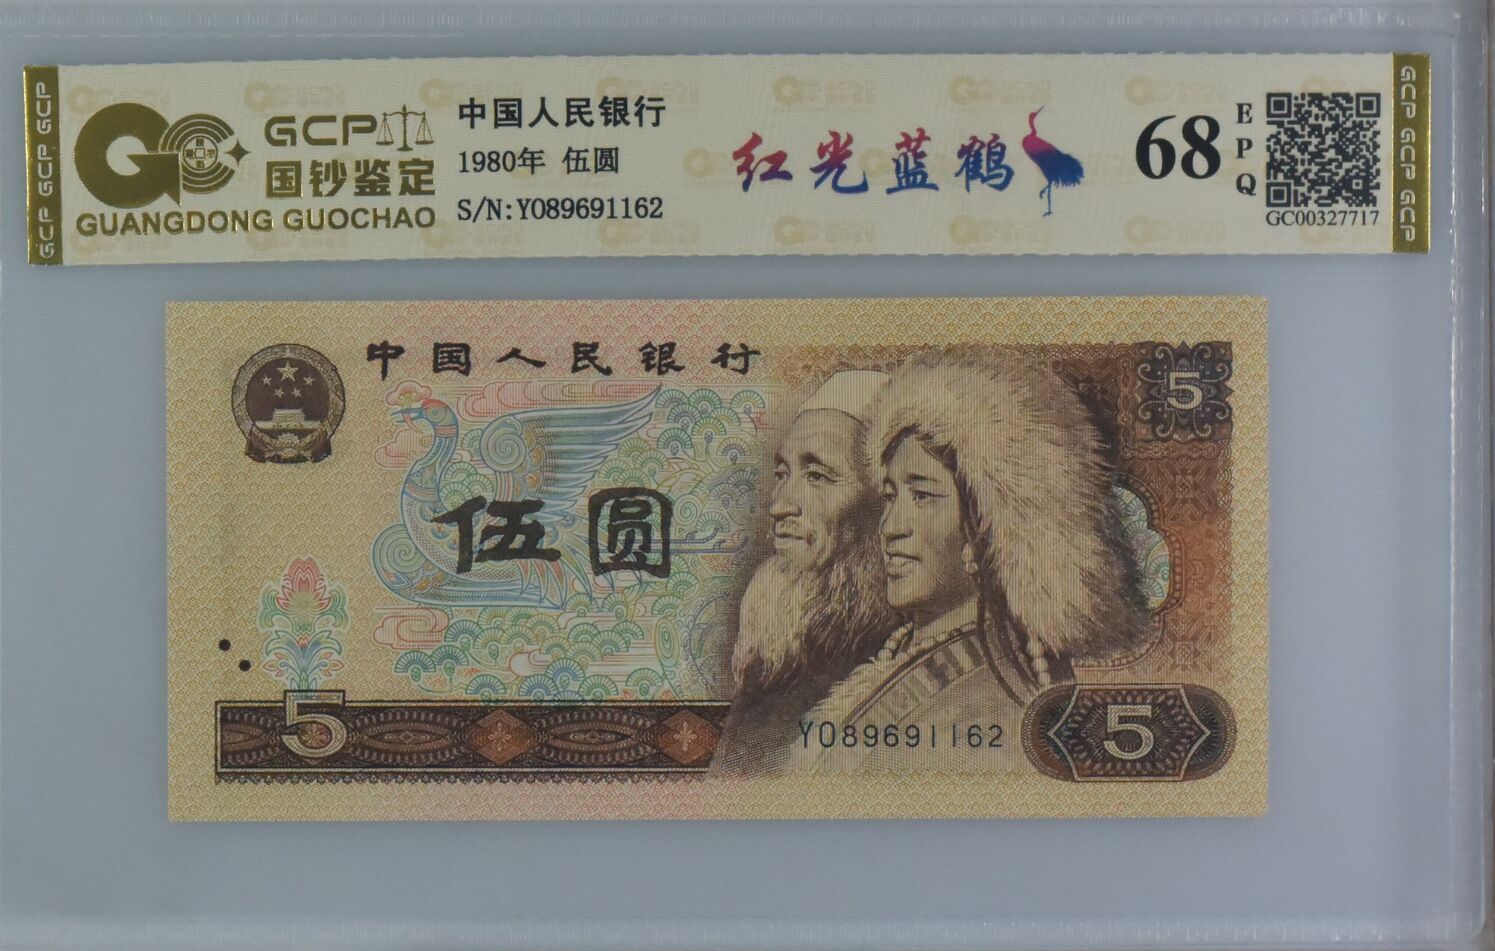 GCP GCP GCP
GCP
国钞鉴定
GUANGDONG GUOCHAO
中国人民银行
1980年 伍圆
S/N:Y089691162
红光蓝鹤
68
EPQ
GC00327717
GCP GCP GCP
中国人民银行
5
伍圆
5
Y089691162
5